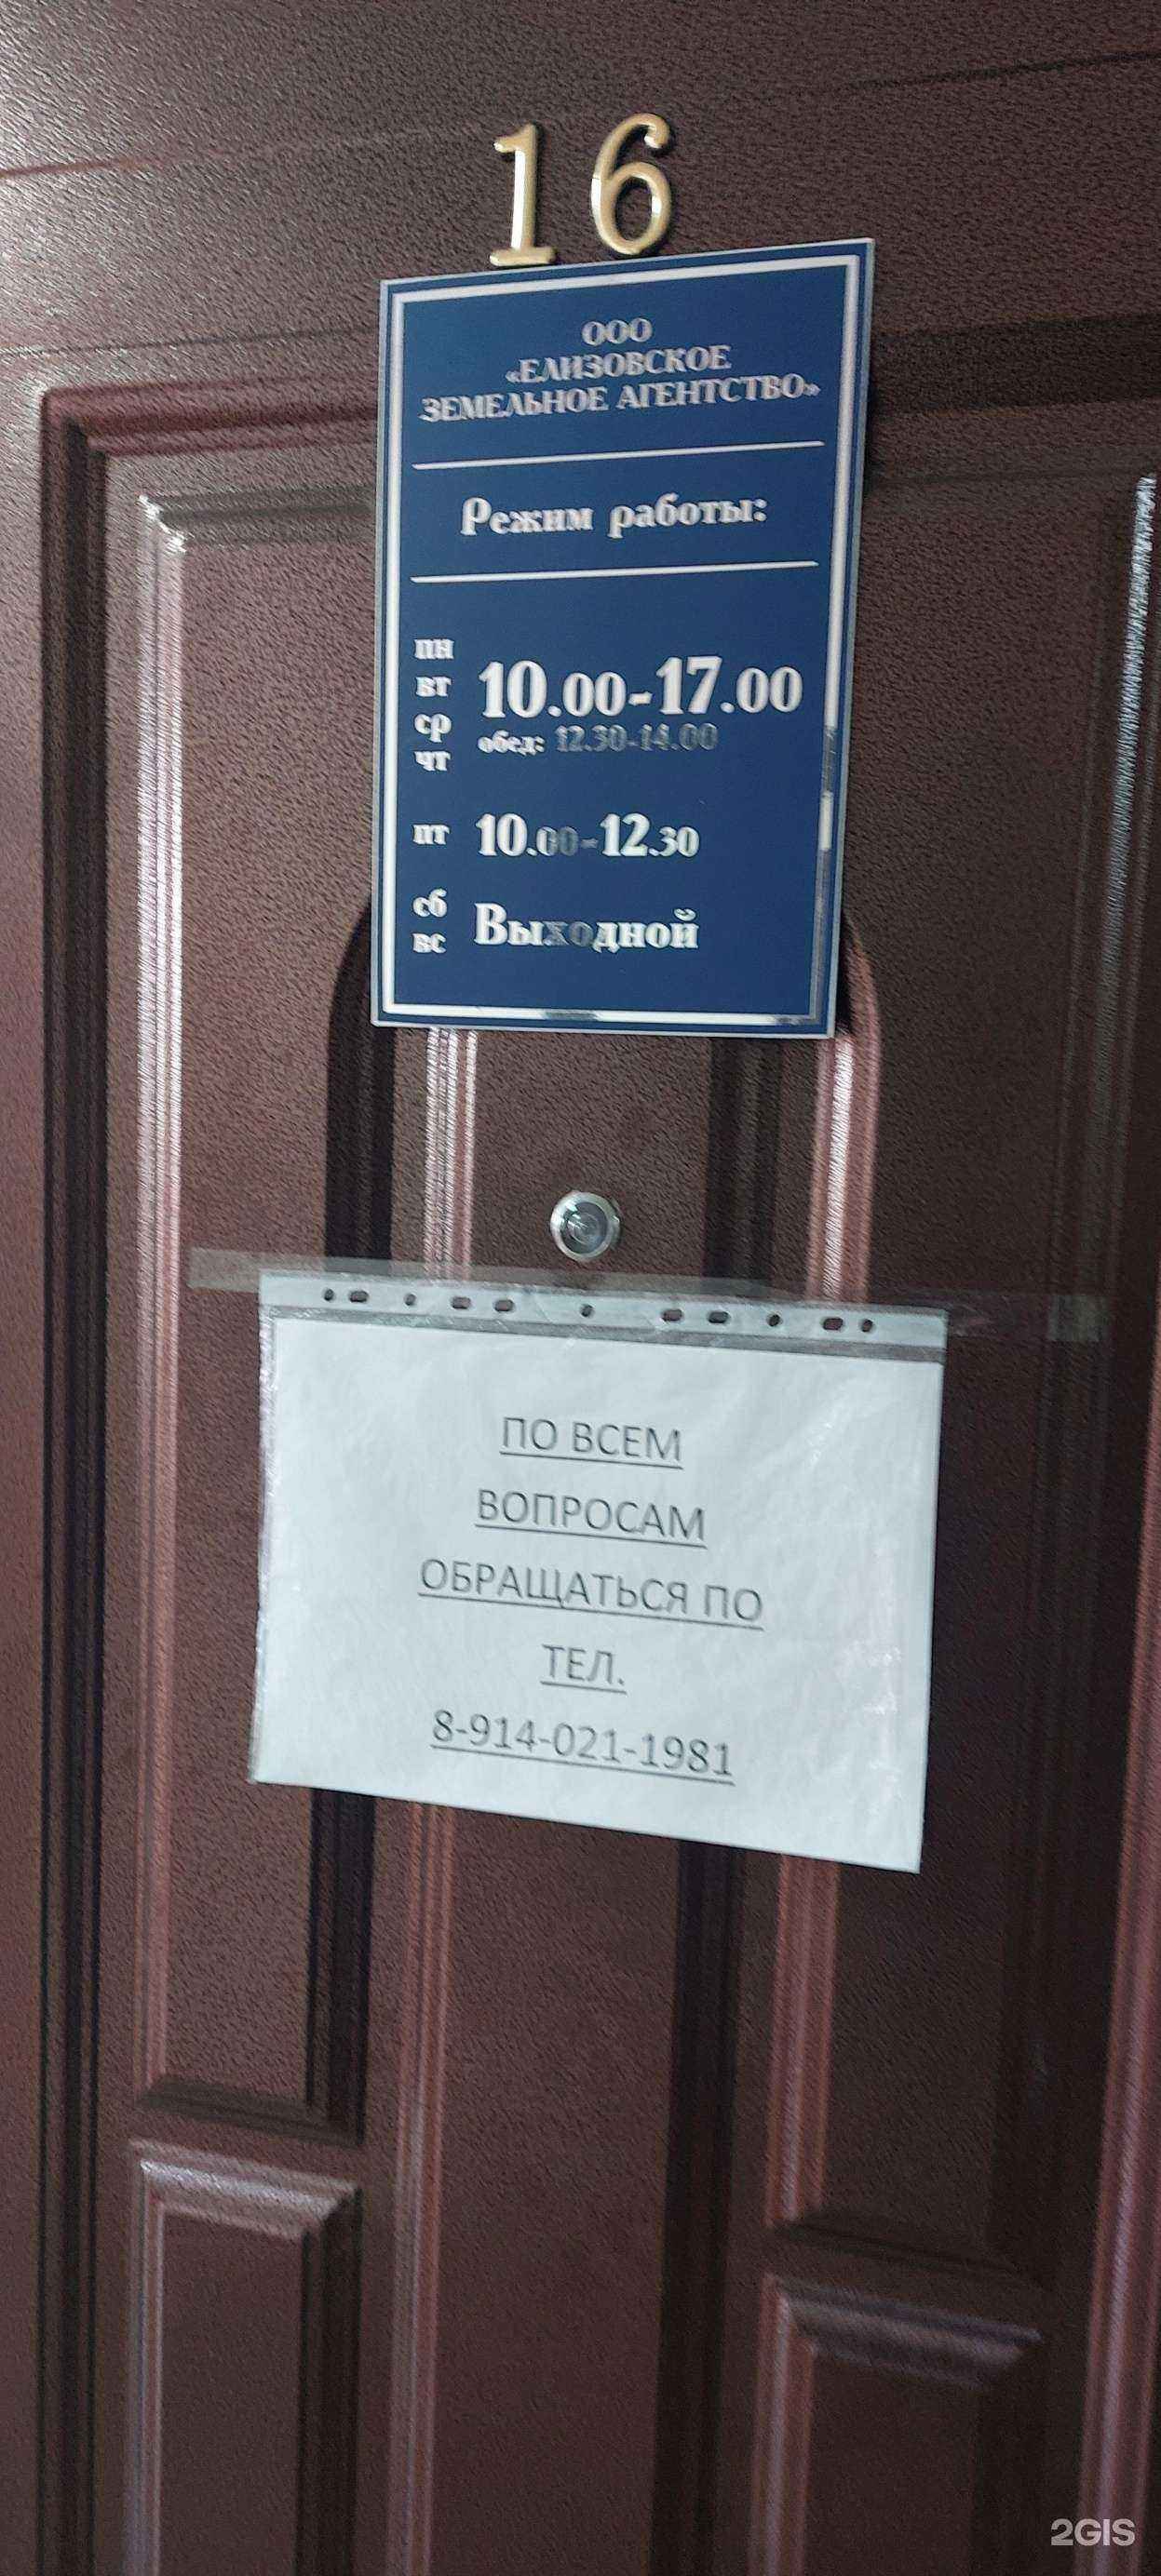 16
ООО
«ЕЛИЗОВСКОЕ
ЗЕМЕЛЬНОЕ АГЕНТСТВО»
Режим работы:
пн
вт
ср
чт
10.00-17.00
обед: 12.30-14.00
пт 10.00-12.30
сб
вс
Выходной
ПО ВСЕМ
ВОПРОСАМ
ОБРАЩАТЬСЯ ПО
ТЕЛ.
8-914-021-1981
2GIS